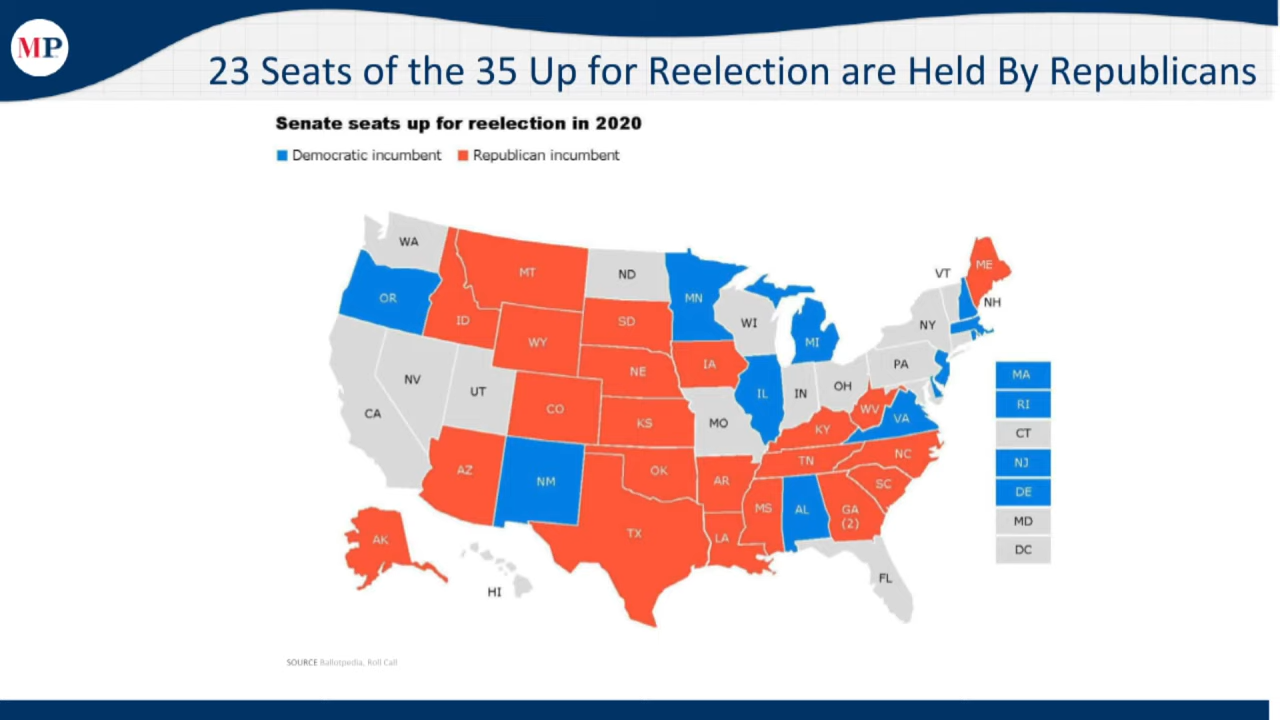 MP
23 Seats of the 35 Up for Reelection are Held By Republicans
Senate seats up for reelection in 2020
Democratic incumbent Republican incumbent
WA
MT
ND
VT
ME
OR
MN
NH
ID
SD
WI
NY
WY
MI
IA
PA
NE
MA
NV
UT
IL
IN
OH
RI
CA
CO
KS
MO
KY
WV
VA
CT
AZ
NM
OK
AR
TN
NC
NJ
SC
DE
MS
AL
GA
(2)
MD
AK
TX
LA
DC
HI
FL
SOURCE Ballotpedia, Roll Call